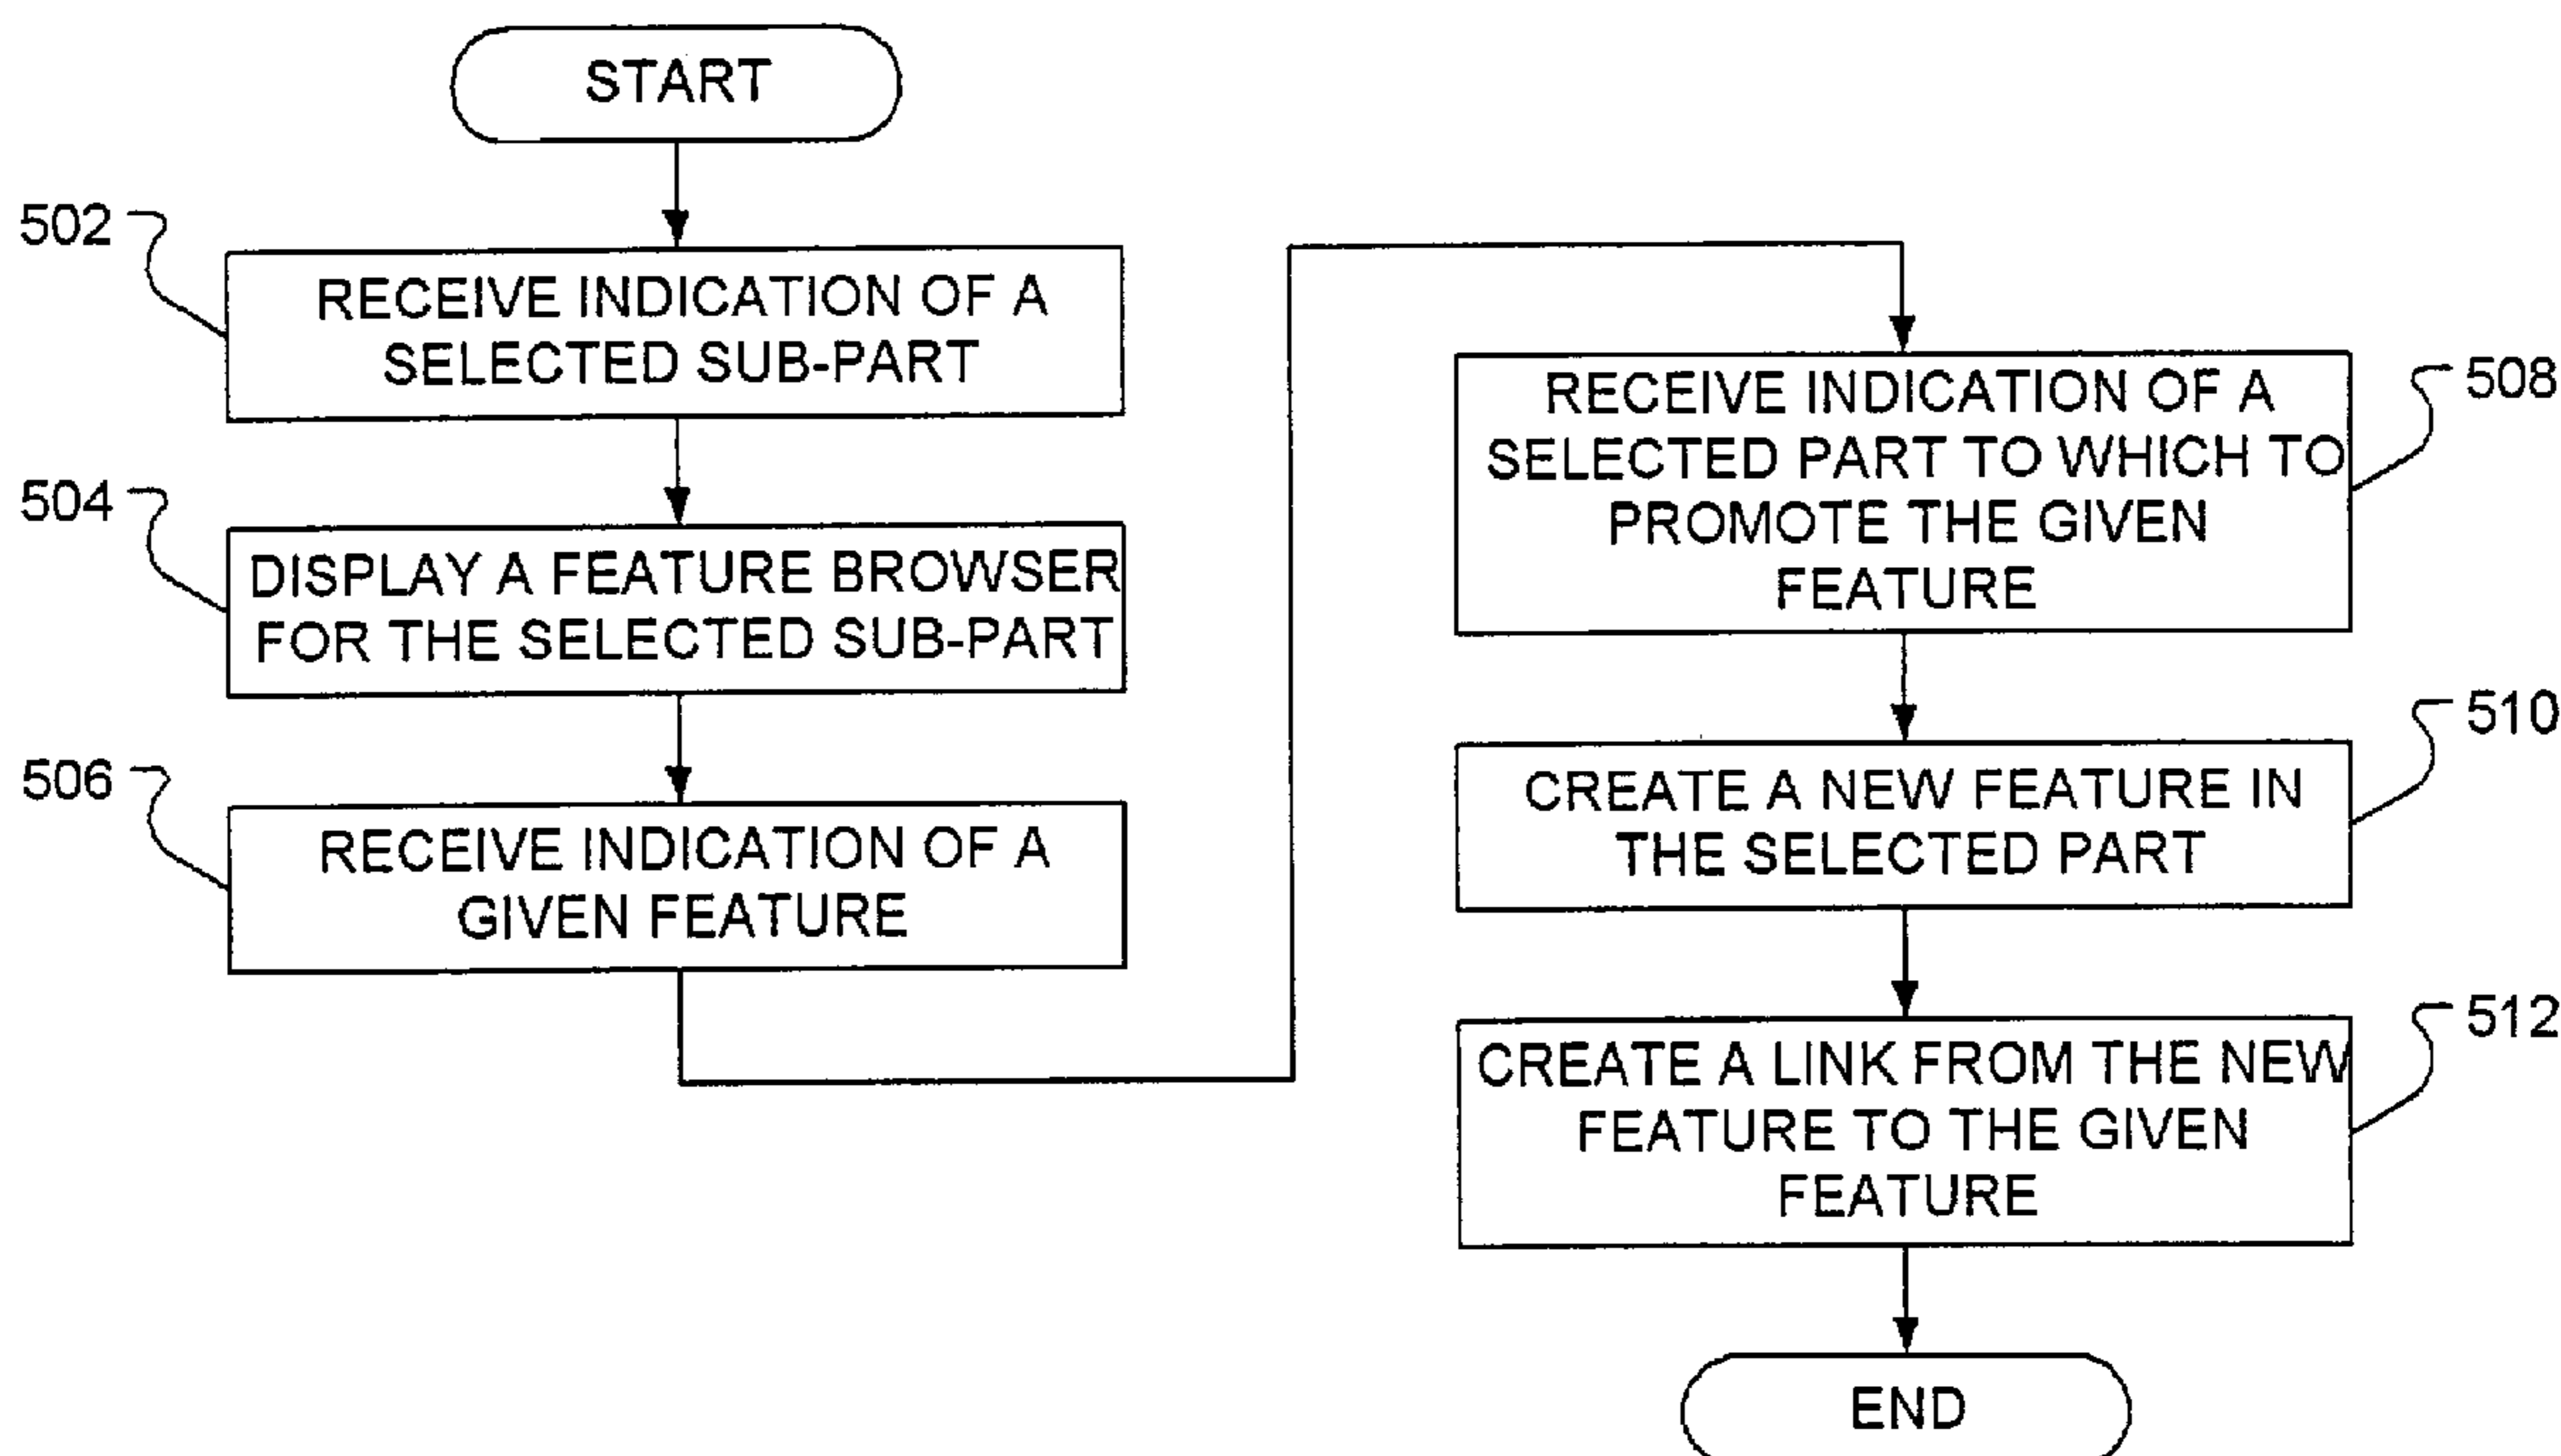 START
502
RECEIVE INDICATION OF A
SELECTED SUB-PART
504
DISPLAY A FEATURE BROWSER
FOR THE SELECTED SUB-PART
506
RECEIVE INDICATION OF A
GIVEN FEATURE
508
RECEIVE INDICATION OF A
SELECTED PART TO WHICH TO
PROMOTE THE GIVEN
FEATURE
510
CREATE A NEW FEATURE IN
THE SELECTED PART
512
CREATE A LINK FROM THE NEW
FEATURE TO THE GIVEN
FEATURE
END